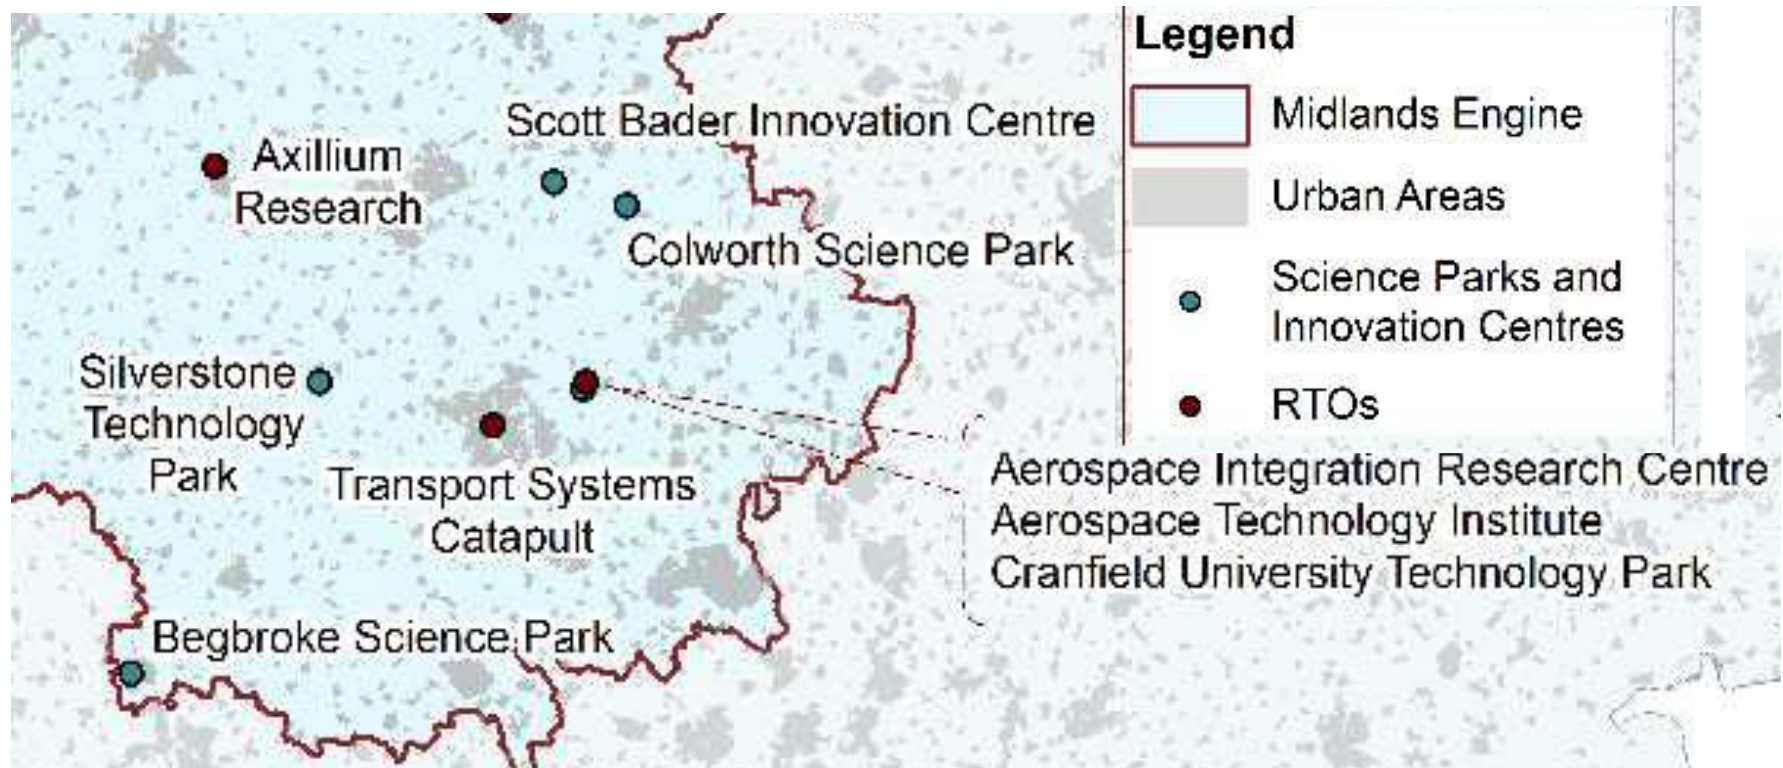 Legend
Midlands Engine
Urban Areas
Science Parks and
Innovation Centres
RTOs
Scott Bader Innovation Centre
Axillium
Research
Colworth Science Park
Silverstone
Technology
Park
Transport Systems
Catapult
Aerospace Integration Research Centre
Aerospace Technology Institute
Cranfield University Technology Park
Begbroke Science Park